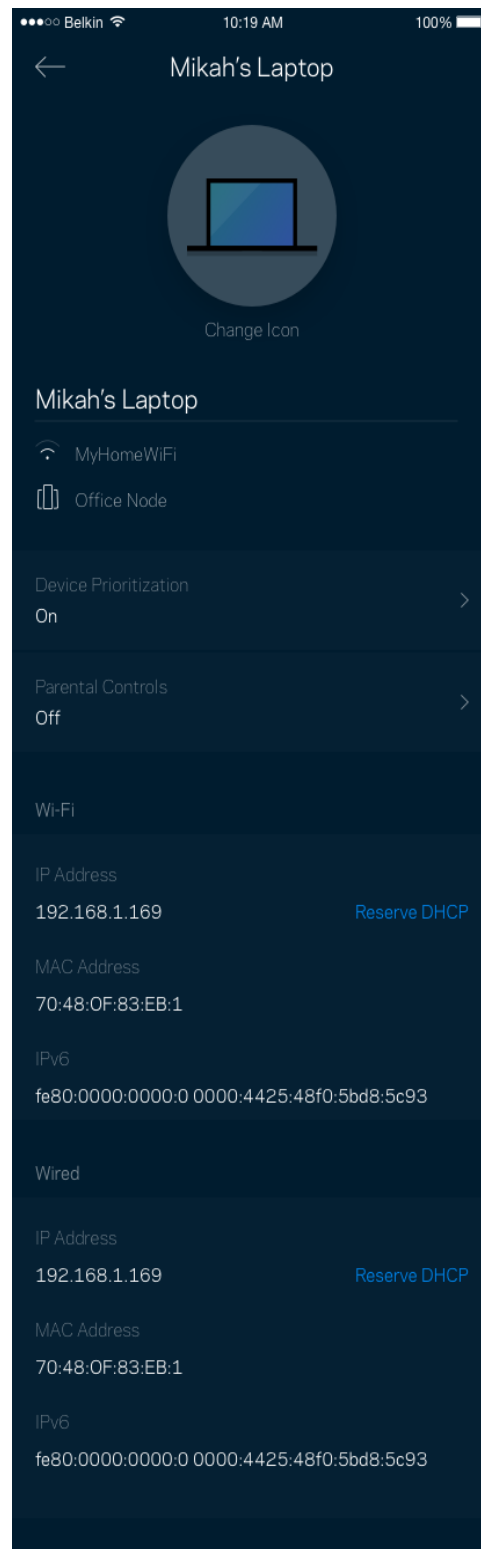 Belkin 10:19 AM 100%
Mikah's Laptop
Change Icon
Mikah's Laptop
MyHomeWiFi
Office Node
Device Prioritization
On
Parental Controls
Off
Wi-Fi
IP Address
192.168.1.169 Reserve DHCP
MAC Address
70:48:0F:83:EB:1
IPv6
fe80:0000:0000:0 0000:4425:48f0:5bd8:5c93
Wired
IP Address
192.168.1.169 Reserve DHCP
MAC Address
70:48:0F:83:EB:1
IPv6
fe80:0000:0000:0 0000:4425:48f0:5bd8:5c93